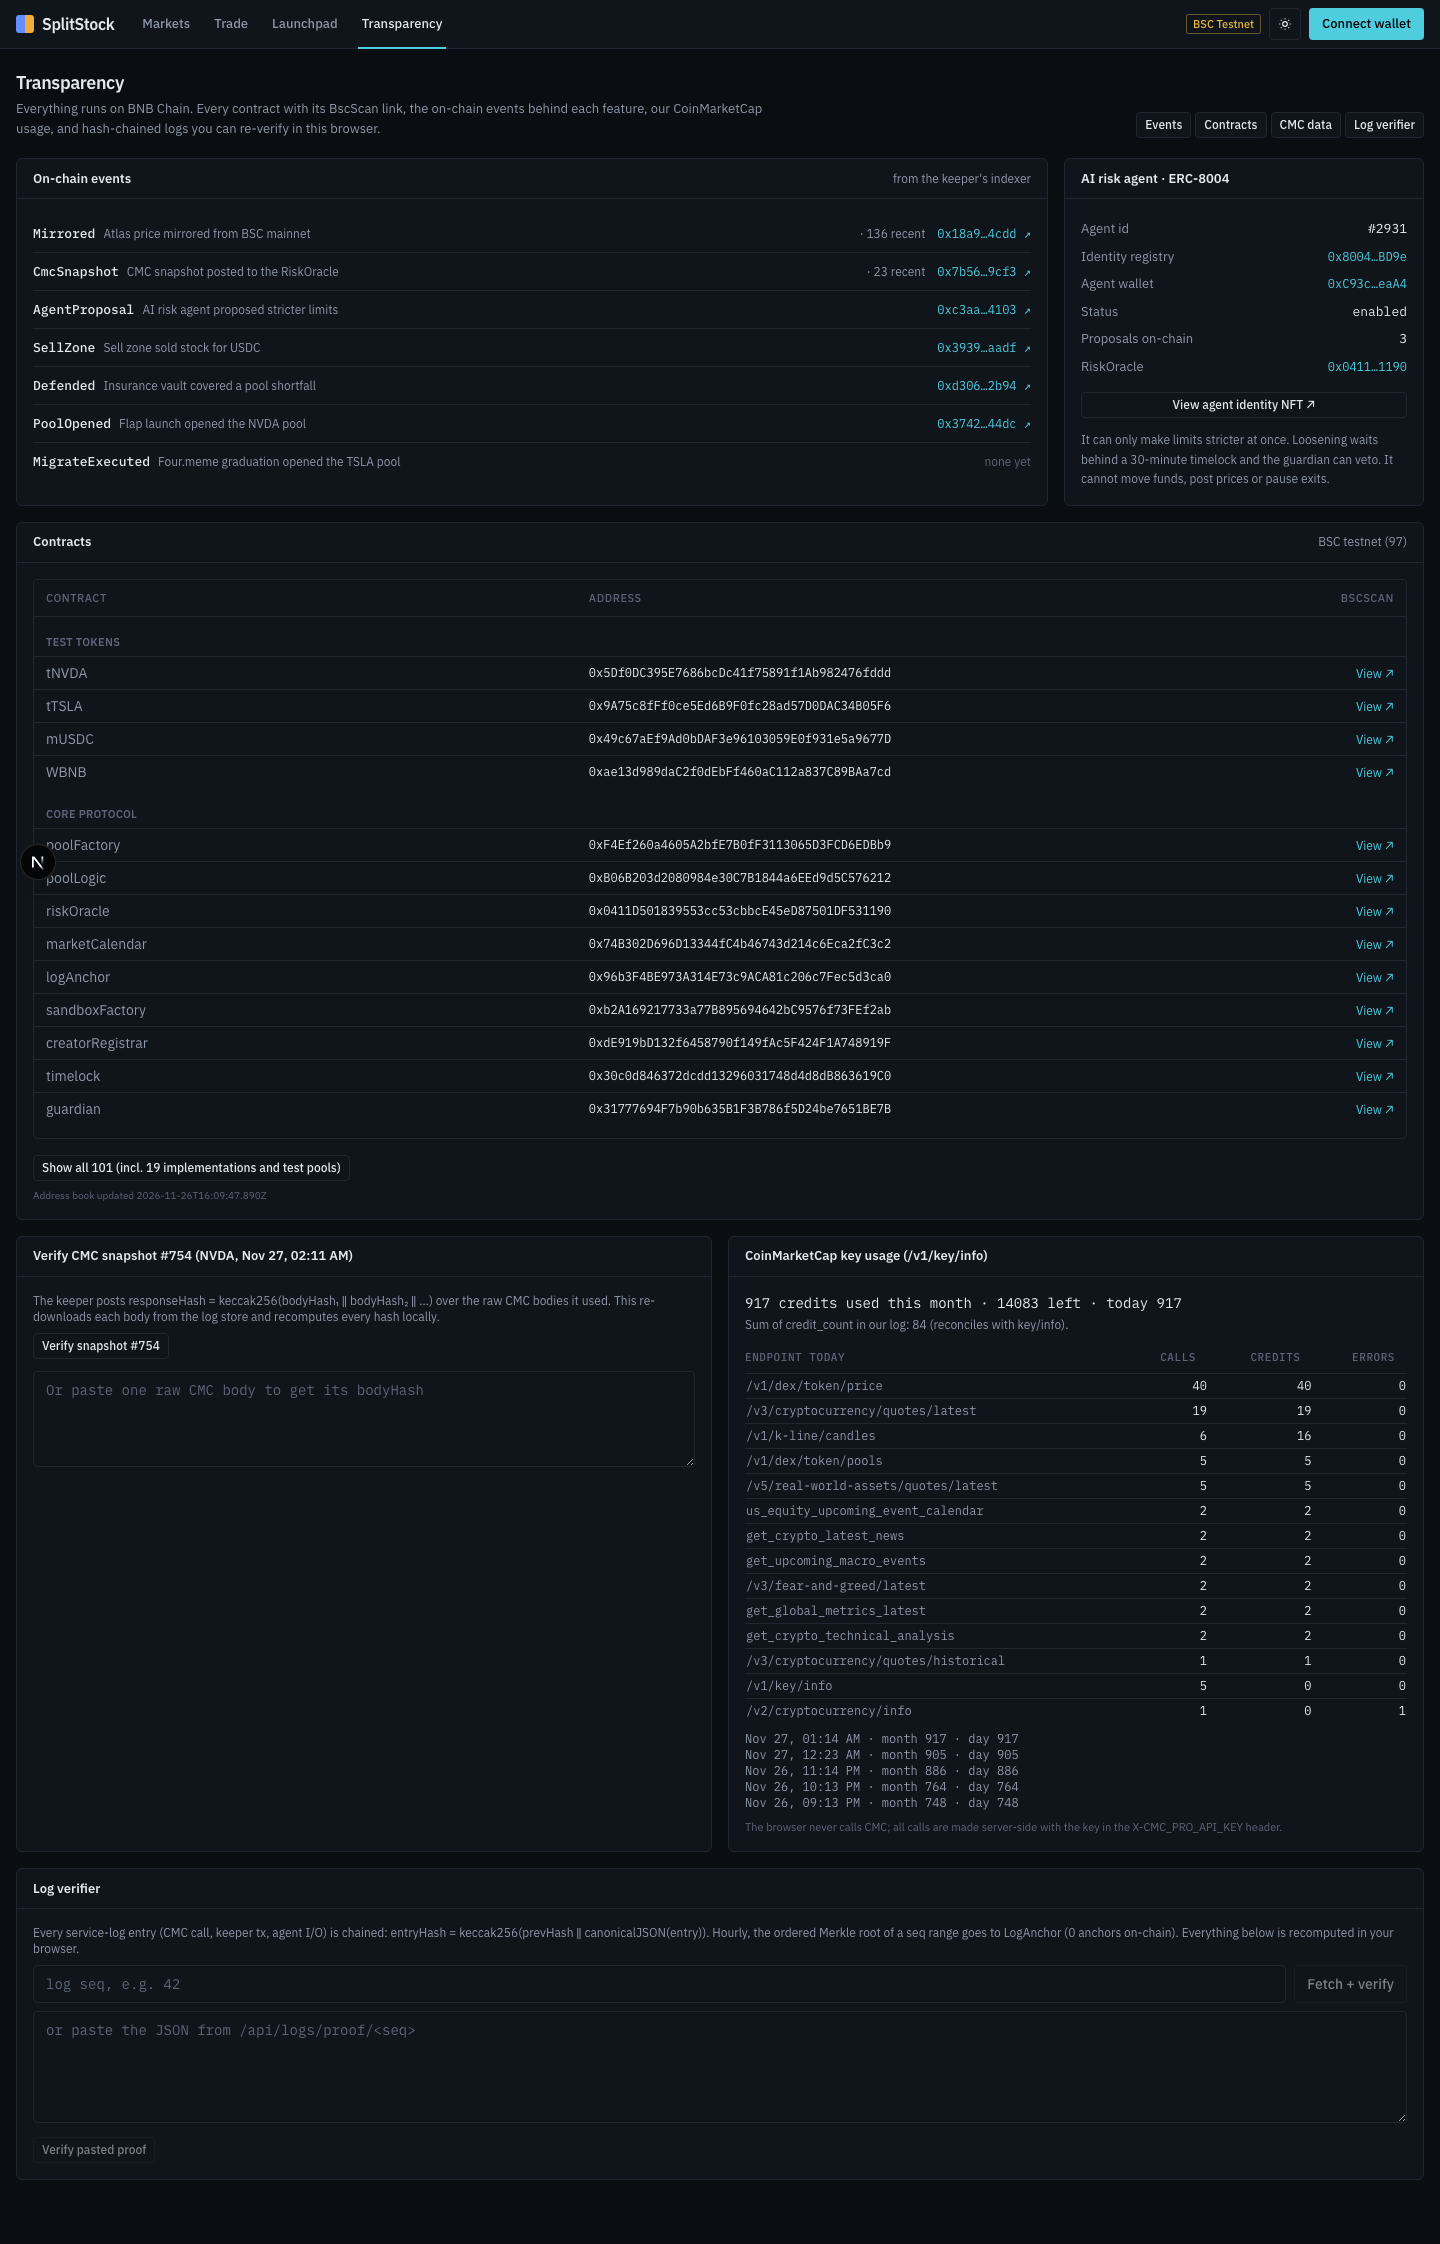 SplitStock Markets Trade Launchpad Transparency BSC Testnet Connect wallet
Transparency
Everything runs on BNB Chain. Every contract with its BscScan link, the on-chain events behind each feature, our CoinMarketCap
usage, and hash-chained logs you can re-verify in this browser.
Events Contracts CMC data Log verifier
On-chain events from the keeper's indexer
Mirrored Atlas price mirrored from BSC mainnet · 136 recent 0x18a9…4cdd ↗
CmcSnapshot CMC snapshot posted to the RiskOracle · 23 recent 0x7b56…9cf3 ↗
AgentProposal AI risk agent proposed stricter limits 0xc3aa…4103 ↗
SellZone Sell zone sold stock for USDC 0x3939…aadf ↗
Defended Insurance vault covered a pool shortfall 0xd306…2b94 ↗
PoolOpened Flap launch opened the NVDA pool 0x3742…44dc ↗
MigrateExecuted Four.meme graduation opened the TSLA pool none yet
AI risk agent · ERC-8004
Agent id #2931
Identity registry 0x8004…BD9e
Agent wallet 0xC93c…eaA4
Status enabled
Proposals on-chain 3
RiskOracle 0x0411…1190
View agent identity NFT ↗
It can only make limits stricter at once. Loosening waits
behind a 30-minute timelock and the guardian can veto. It
cannot move funds, post prices or pause exits.
Contracts BSC testnet (97)
CONTRACT ADDRESS BSCSCAN
TEST TOKENS
tNVDA 0x5Df0DC395E7686bcDc41f75891f1Ab982476fddd View ↗
tTSLA 0x9A75c8fFf0ce5Ed6B9F0fc28ad57D0DAC34B05F6 View ↗
mUSDC 0x49c67aEf9Ad0bDAF3e96103059E0f931e5a9677D View ↗
WBNB 0xae13d989daC2f0dEbFf460aC112a837C89BAa7cd View ↗
CORE PROTOCOL
poolFactory 0xF4Ef260a4605A2bfE7B0fF3113065D3FCD6EDBb9 View ↗
poolLogic 0xB06B203d2080984e30C7B1844a6EEd9d5C576212 View ↗
riskOracle 0x0411D501839553cc53cbbcE45eD87501DF531190 View ↗
marketCalendar 0x74B302D696D13344fC4b46743d214c6Eca2fC3c2 View ↗
logAnchor 0x96b3F4BE973A314E73c9ACA81c206c7Fec5d3ca0 View ↗
sandboxFactory 0xb2A169217733a77B895694642bC9576f73FEf2ab View ↗
creatorRegistrar 0xdE919bD132f6458790f149fAc5F424F1A748919F View ↗
timelock 0x30c0d846372dcdd13296031748d4d8dB863619C0 View ↗
guardian 0x31777694F7b90b635B1F3B786f5D24be7651BE7B View ↗
Show all 101 (incl. 19 implementations and test pools)
Address book updated 2026-11-26T16:09:47.890Z
Verify CMC snapshot #754 (NVDA, Nov 27, 02:11 AM)
The keeper posts responseHash = keccak256(bodyHash₁ ‖ bodyHash₂ ‖ …) over the raw CMC bodies it used. This re-
downloads each body from the log store and recomputes every hash locally.
Verify snapshot #754
Or paste one raw CMC body to get its bodyHash
CoinMarketCap key usage (/v1/key/info)
917 credits used this month · 14083 left · today 917
Sum of credit_count in our log: 84 (reconciles with key/info).
ENDPOINT TODAY CALLS CREDITS ERRORS
/v1/dex/token/price 40 40 0
/v3/cryptocurrency/quotes/latest 19 19 0
/v1/k-line/candles 6 16 0
/v1/dex/token/pools 5 5 0
/v5/real-world-assets/quotes/latest 5 5 0
us_equity_upcoming_event_calendar 2 2 0
get_crypto_latest_news 2 2 0
get_upcoming_macro_events 2 2 0
/v3/fear-and-greed/latest 2 2 0
get_global_metrics_latest 2 2 0
get_crypto_technical_analysis 2 2 0
/v3/cryptocurrency/quotes/historical 1 1 0
/v1/key/info 5 0 0
/v2/cryptocurrency/info 1 0 1
Nov 27, 01:14 AM · month 917 · day 917
Nov 27, 12:23 AM · month 905 · day 905
Nov 26, 11:14 PM · month 886 · day 886
Nov 26, 10:13 PM · month 764 · day 764
Nov 26, 09:13 PM · month 748 · day 748
The browser never calls CMC; all calls are made server-side with the key in the X-CMC_PRO_API_KEY header.
Log verifier
Every service-log entry (CMC call, keeper tx, agent I/O) is chained: entryHash = keccak256(prevHash ‖ canonicalJSON(entry)). Hourly, the ordered Merkle root of a seq range goes to LogAnchor (0 anchors on-chain). Everything below is recomputed in your
browser.
log seq, e.g. 42 Fetch + verify
or paste the JSON from /api/logs/proof/<seq>
Verify pasted proof